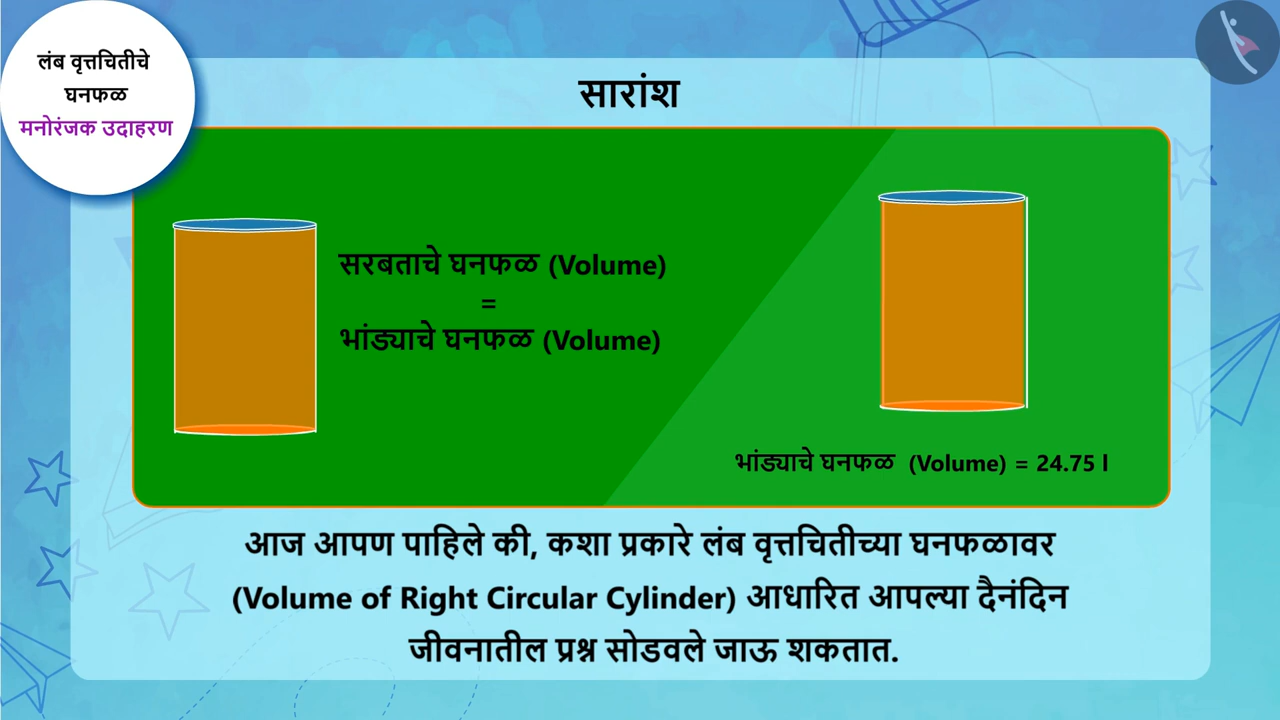 लंब वृत्तचितीचे
घनफळ
मनोरंजक उदाहरण
सारांश
सरबताचे घनफळ (Volume)
=
भांड्याचे घनफळ (Volume)
भांड्याचे घनफळ (Volume) = 24.75 l
आज आपण पाहिले की, कशा प्रकारे लंब वृत्तचितीच्या घनफळावर
(Volume of Right Circular Cylinder) आधारित आपल्या दैनंदिन
जीवनातील प्रश्न सोडवले जाऊ शकतात.